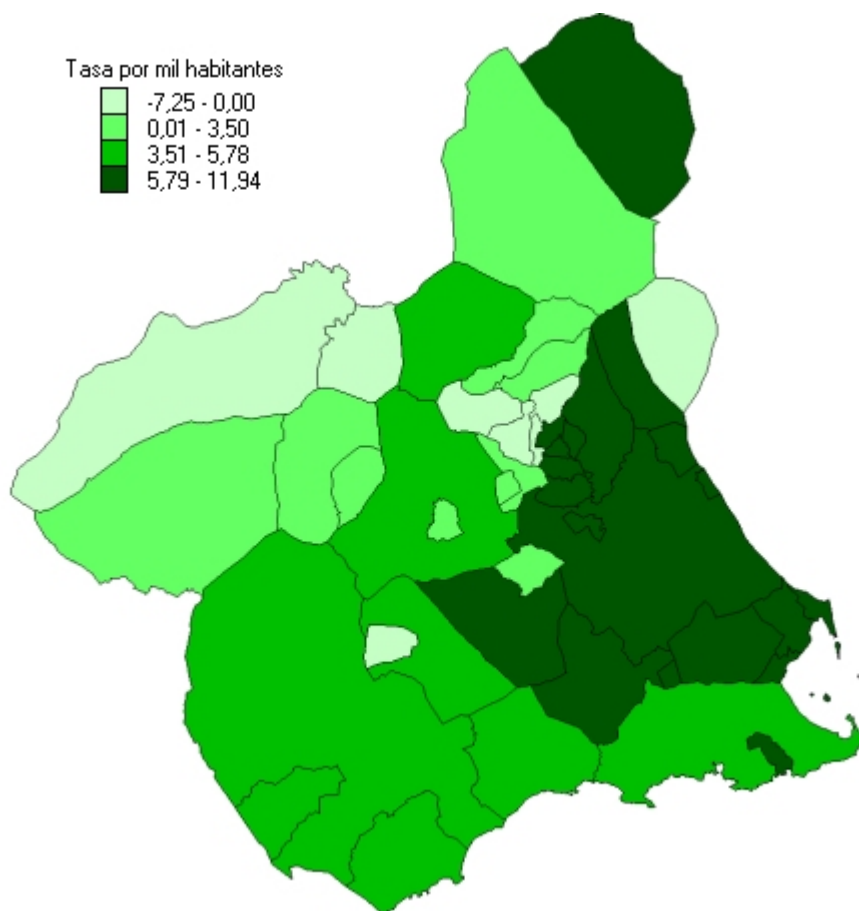 Tasa por mil habitantes
-7,25 - 0,00
0,01 - 3,50
3,51 - 5,78
5,79 - 11,94